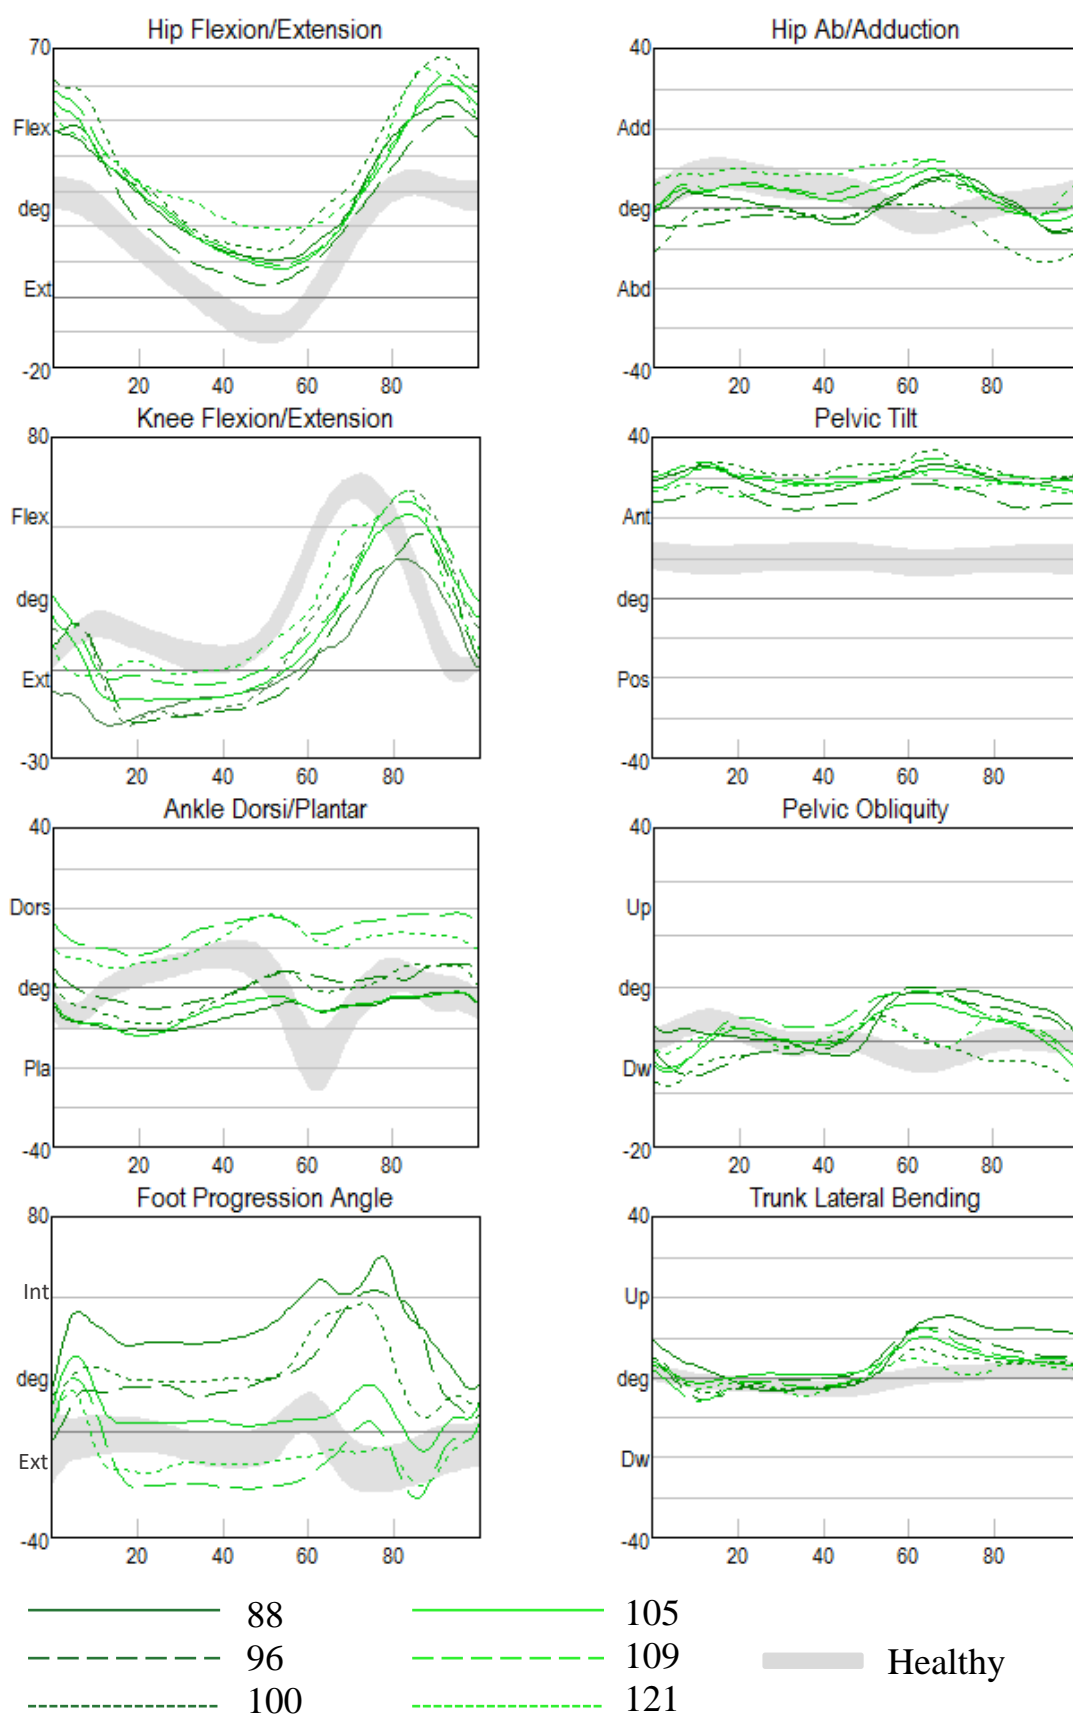 Hip Flexion/Extension
70
Flex
deg
Ext
-20
20 40 60 80
Hip Ab/Adduction
40
Add
deg
Abd
-40
20 40 60 80
Knee Flexion/Extension
80
Flex
deg
Ext
-30
20 40 60 80
Pelvic Tilt
40
Ant
deg
Pos
-40
20 40 60 80
Ankle Dorsi/Plantar
40
Dors
deg
Pla
-40
20 40 60 80
Pelvic Obliquity
40
Up
deg
Dw
-20
20 40 60 80
Foot Progression Angle
80
Int
deg
Ext
-40
20 40 60 80
Trunk Lateral Bending
40
Up
deg
Dw
-40
20 40 60 80
88
96
100
105
109
121
Healthy